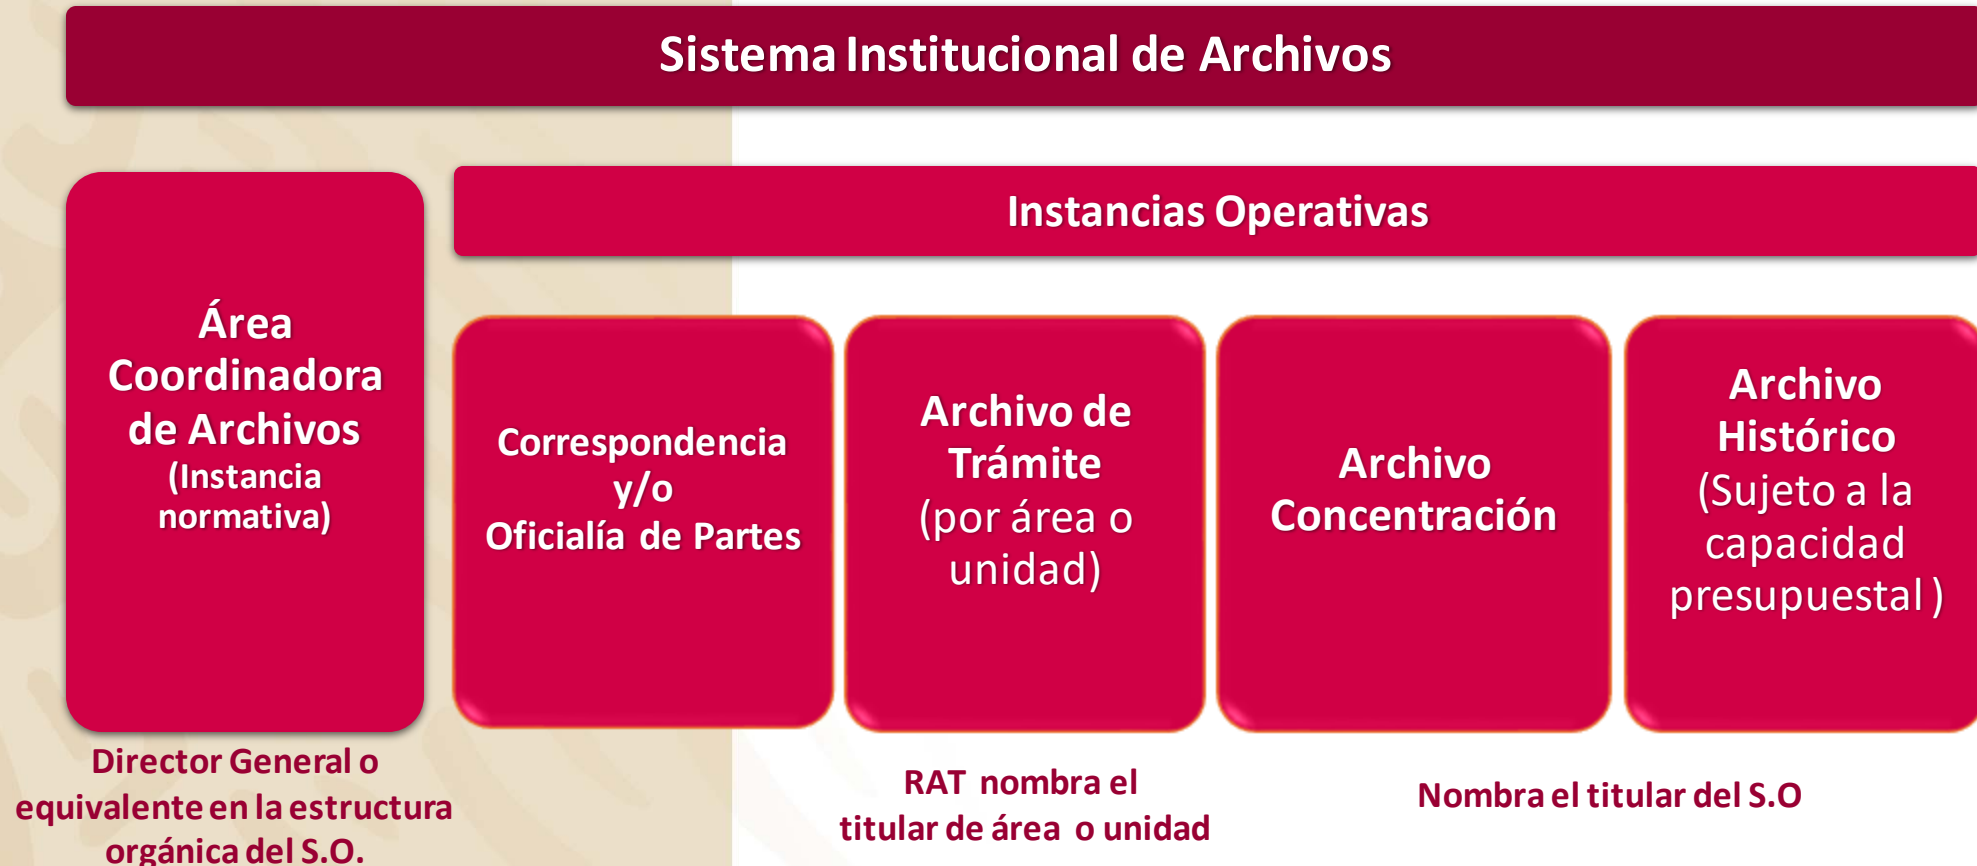 Sistema Institucional de Archivos
Instancias Operativas
Área
Coordinadora
de Archivos
(Instancia
normativa)
Correspondencia
y/o
Oficialía de Partes
Archivo de
Trámite
(por área o
unidad)
Archivo
Concentración
Archivo
Histórico
(Sujeto a la
capacidad
presupuestal )
Director General o
equivalente en la estructura
orgánica del S.O.
RAT nombra el
titular de área o unidad
Nombra el titular del S.O